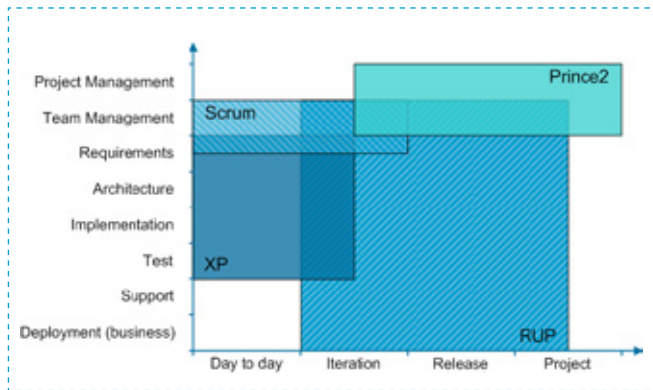 Project Management
Prince2
Team Management
Scrum
Requirements
Architecture
Implementation
Test
XP
Support
Deployment (business)
RUP
Day to day
Iteration
Release
Project